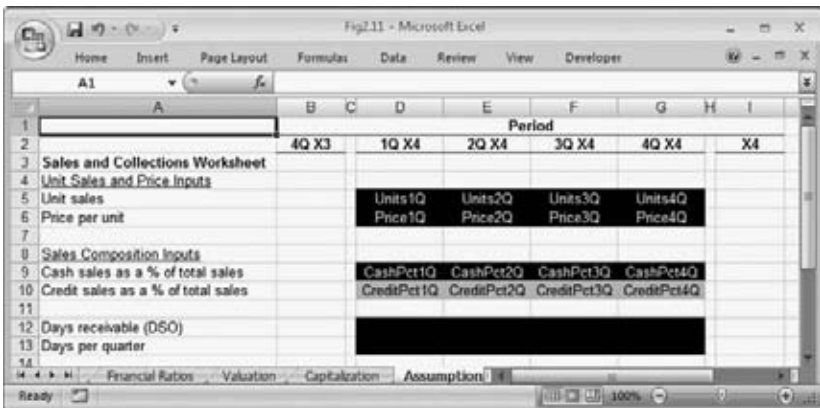 Fig2.11 - Microsoft Excel
Home Insert Page Layout Formulas Data Review View Developer
A1 fx
A B C D E F G H I
1 Period
2 4Q X3 1Q X4 2Q X4 3Q X4 4Q X4 X4
3 Sales and Collections Worksheet
4 Unit Sales and Price Inputs
5 Unit sales Units1Q Units2Q Units3Q Units4Q
6 Price per unit Price1Q Price2Q Price3Q Price4Q
7
8 Sales Composition Inputs
9 Cash sales as a % of total sales CashPct1Q CashPct2Q CashPct3Q CashPct4Q
10 Credit sales as a % of total sales CreditPct1Q CreditPct2Q CreditPct3Q CreditPct4Q
11
12 Days receivable (DSO)
13 Days per quarter
14
Financial Ratios Valuation Capitalization Assumption
Ready 100%